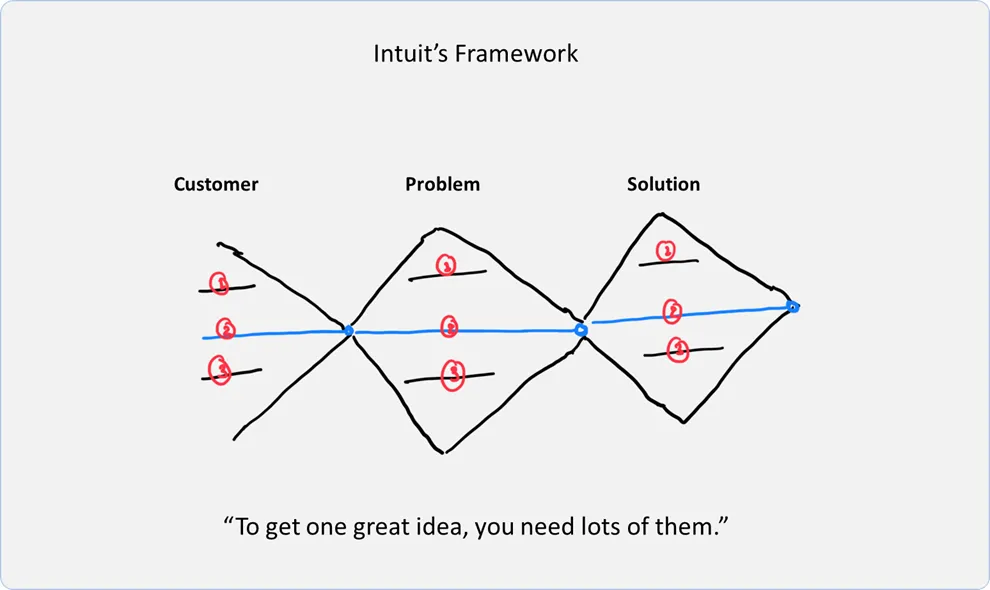 Intuit’s Framework
Customer Problem Solution
1 1 1
2 2 2
3 3 3
“To get one great idea, you need lots of them.”